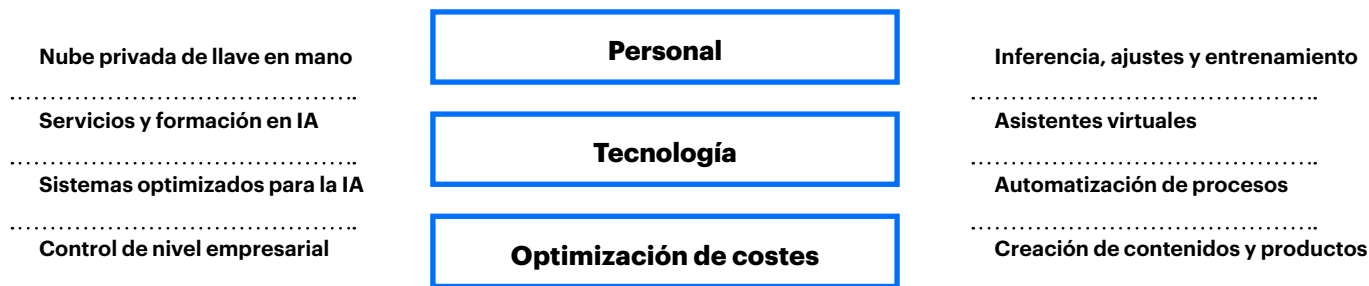 Nube privada de llave en mano
Servicios y formación en IA
Sistemas optimizados para la IA
Control de nivel empresarial
Personal
Tecnología
Optimización de costes
Inferencia, ajustes y entrenamiento
Asistentes virtuales
Automatización de procesos
Creación de contenidos y productos